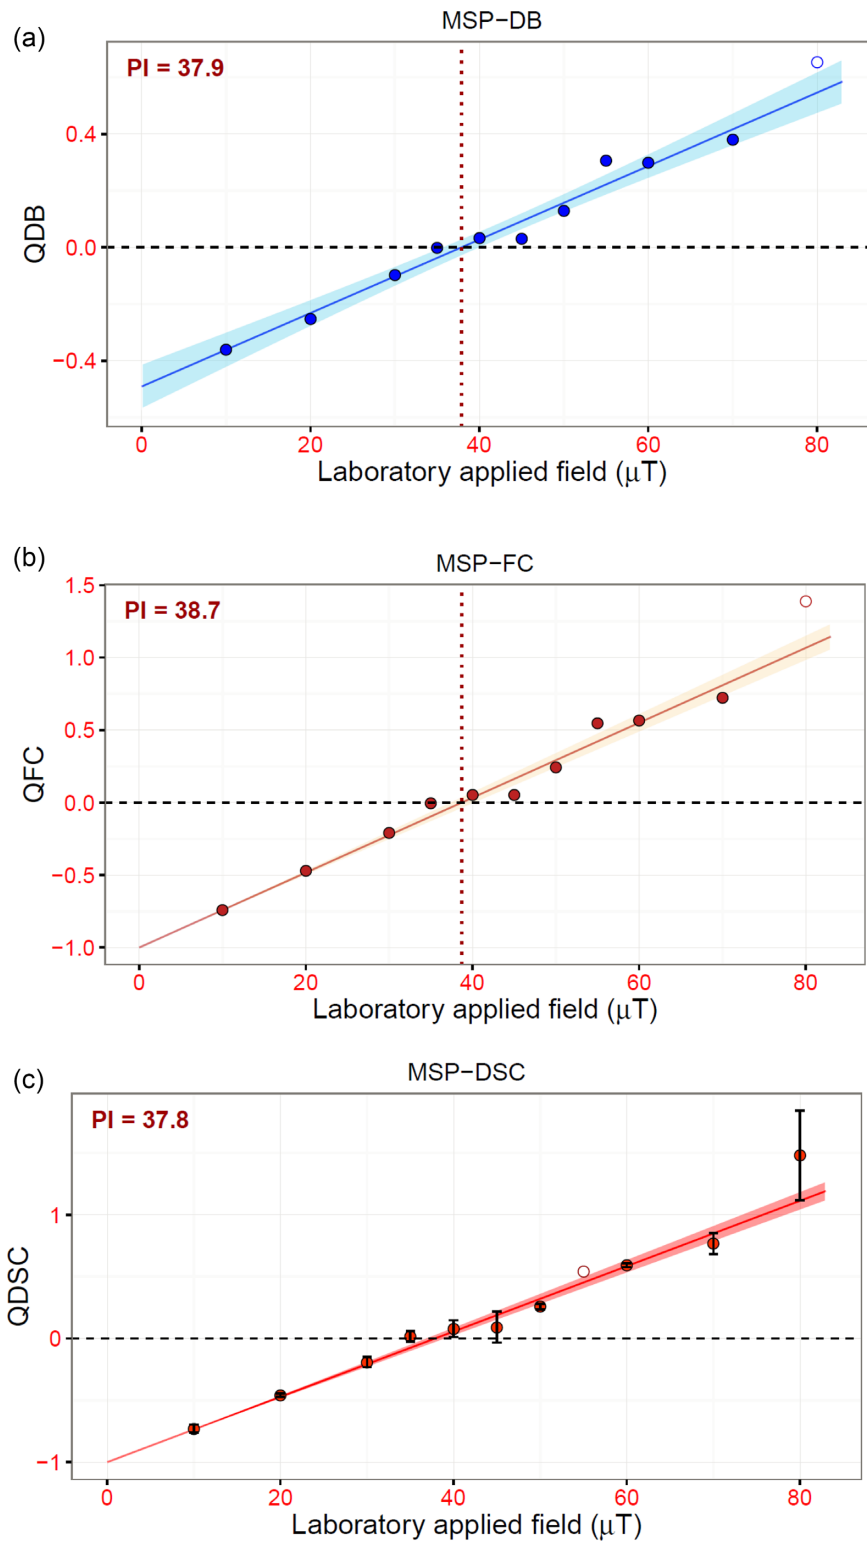 (a)
MSP−DB
PI = 37.9
QDB
0.4
0.0
−0.4
0 20 40 60 80
Laboratory applied field (μT)
(b)
MSP−FC
PI = 38.7
QFC
1.5
1.0
0.5
0.0
−0.5
−1.0
0 20 40 60 80
Laboratory applied field (μT)
(c)
MSP−DSC
PI = 37.8
QDSC
1
0
−1
0 20 40 60 80
Laboratory applied field (μT)